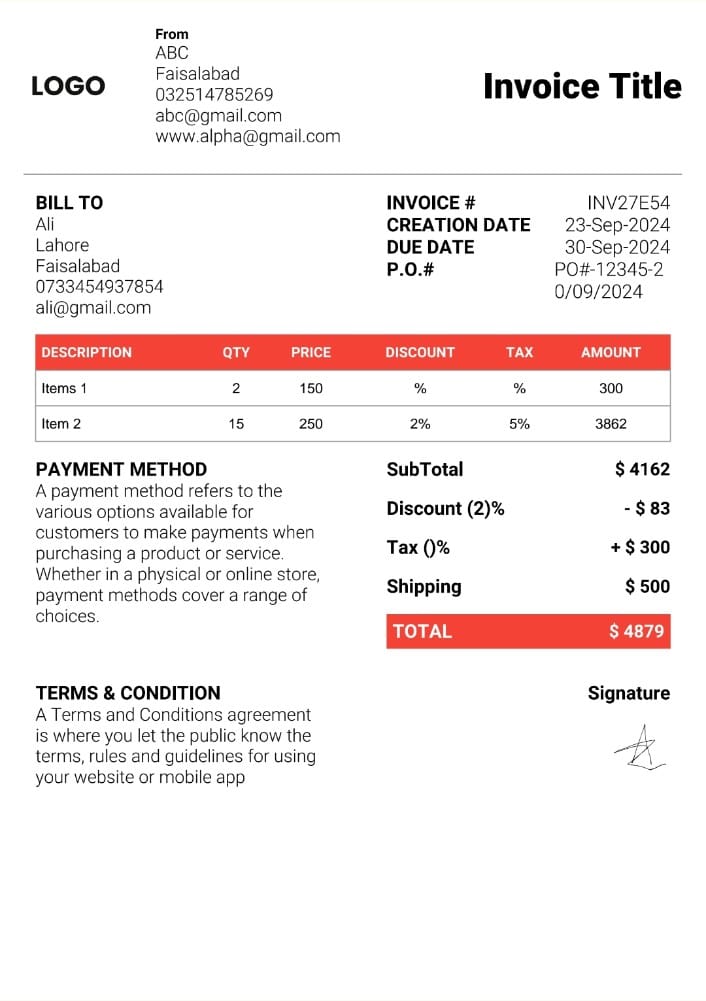 From
ABC
Faisalabad
032514785269
abc@gmail.com
www.alpha@gmail.com
LOGO
Invoice Title
BILL TO
Ali
Lahore
Faisalabad
0733454937854
ali@gmail.com
INVOICE # INV27E54
CREATION DATE 23-Sep-2024
DUE DATE 30-Sep-2024
P.O.# PO#-12345-2
0/09/2024
DESCRIPTION QTY PRICE DISCOUNT TAX AMOUNT
Items 1 2 150 % % 300
Item 2 15 250 2% 5% 3862
PAYMENT METHOD
A payment method refers to the
various options available for
customers to make payments when
purchasing a product or service.
Whether in a physical or online store,
payment methods cover a range of
choices.
SubTotal $ 4162
Discount (2)% - $ 83
Tax ()% + $ 300
Shipping $ 500
TOTAL $ 4879
TERMS & CONDITION
A Terms and Conditions agreement
is where you let the public know the
terms, rules and guidelines for using
your website or mobile app
Signature